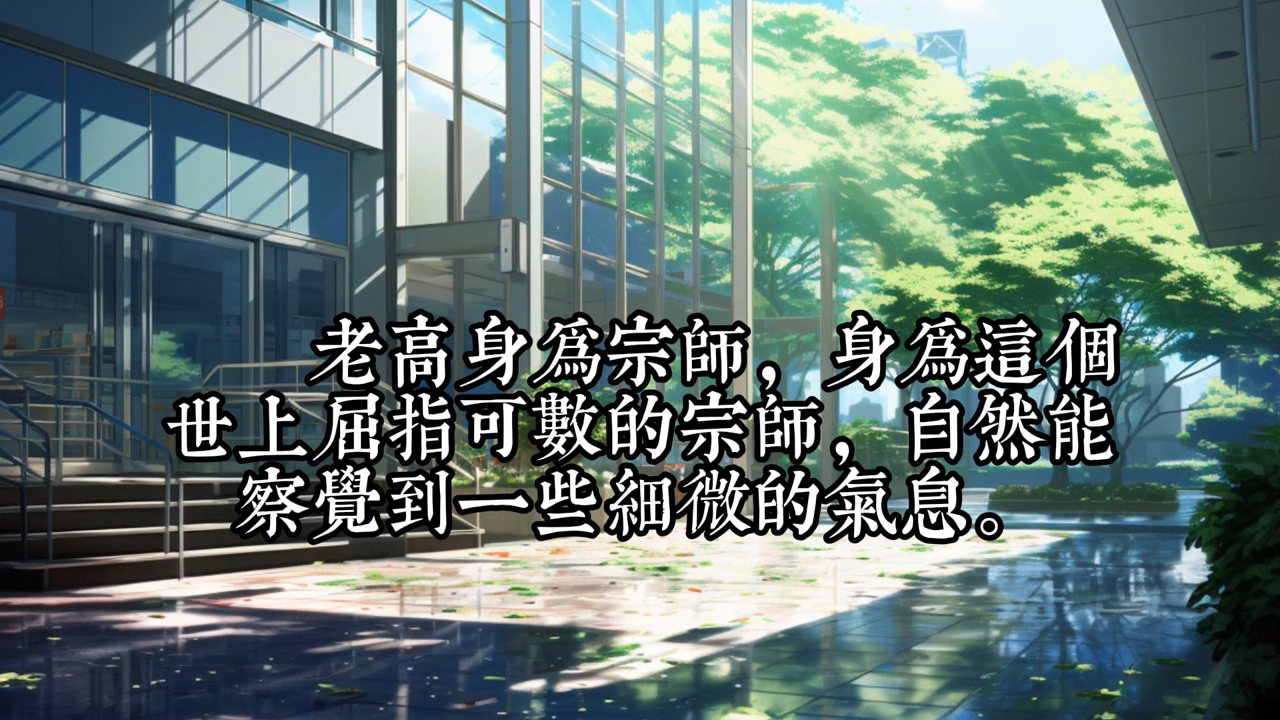 老高身爲宗師，身爲這個
世上屈指可數的宗師，自然能
察覺到一些細微的氣息。